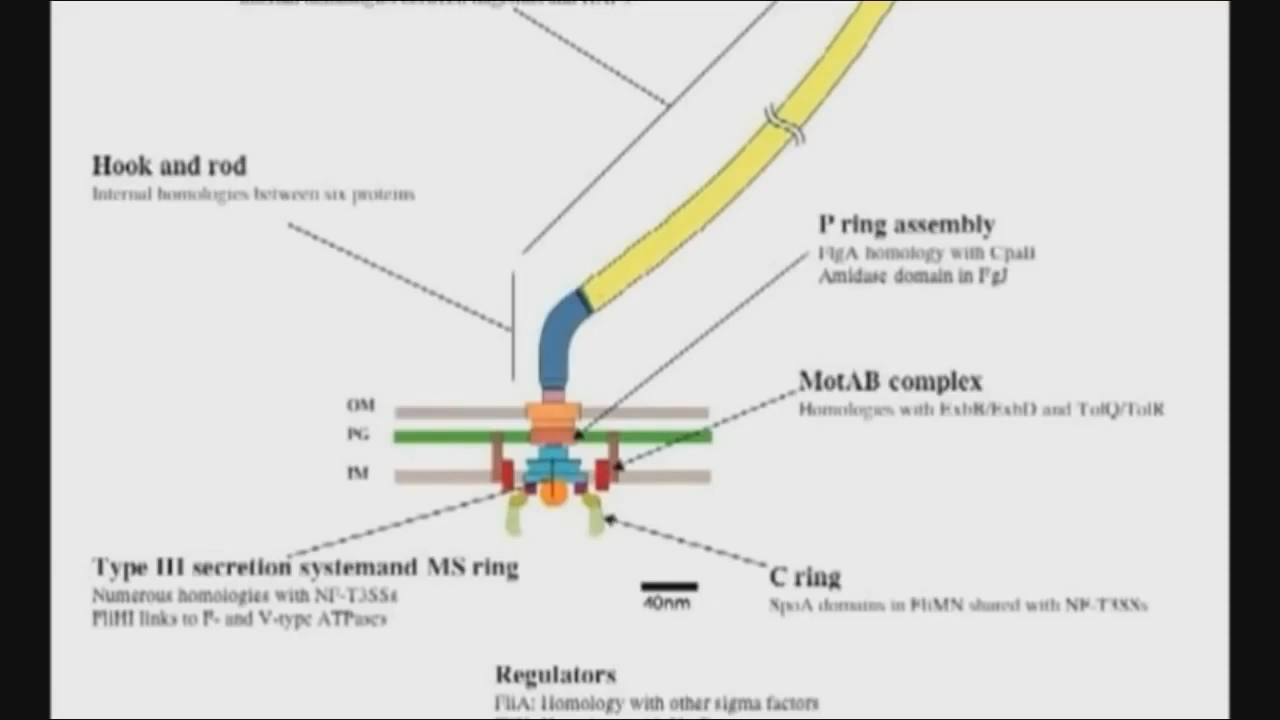 Internal homologies between
Hook and rod
Internal homologies between six proteins
P ring assembly
FlgA homology with CpaB
Amidase domain in FlgJ
MotAB complex
Homologies with ExbB/ExbD and TolQ/TolR
OM
PG
IM
Type III secretion systemand MS ring
Numerous homologies with NF-T3SSs
FliHI links to F- and V-type ATPases
40nm
C ring
SpoA domains in FliMN shared with NF-T3SSs
Regulators
FliA: Homology with other sigma factors